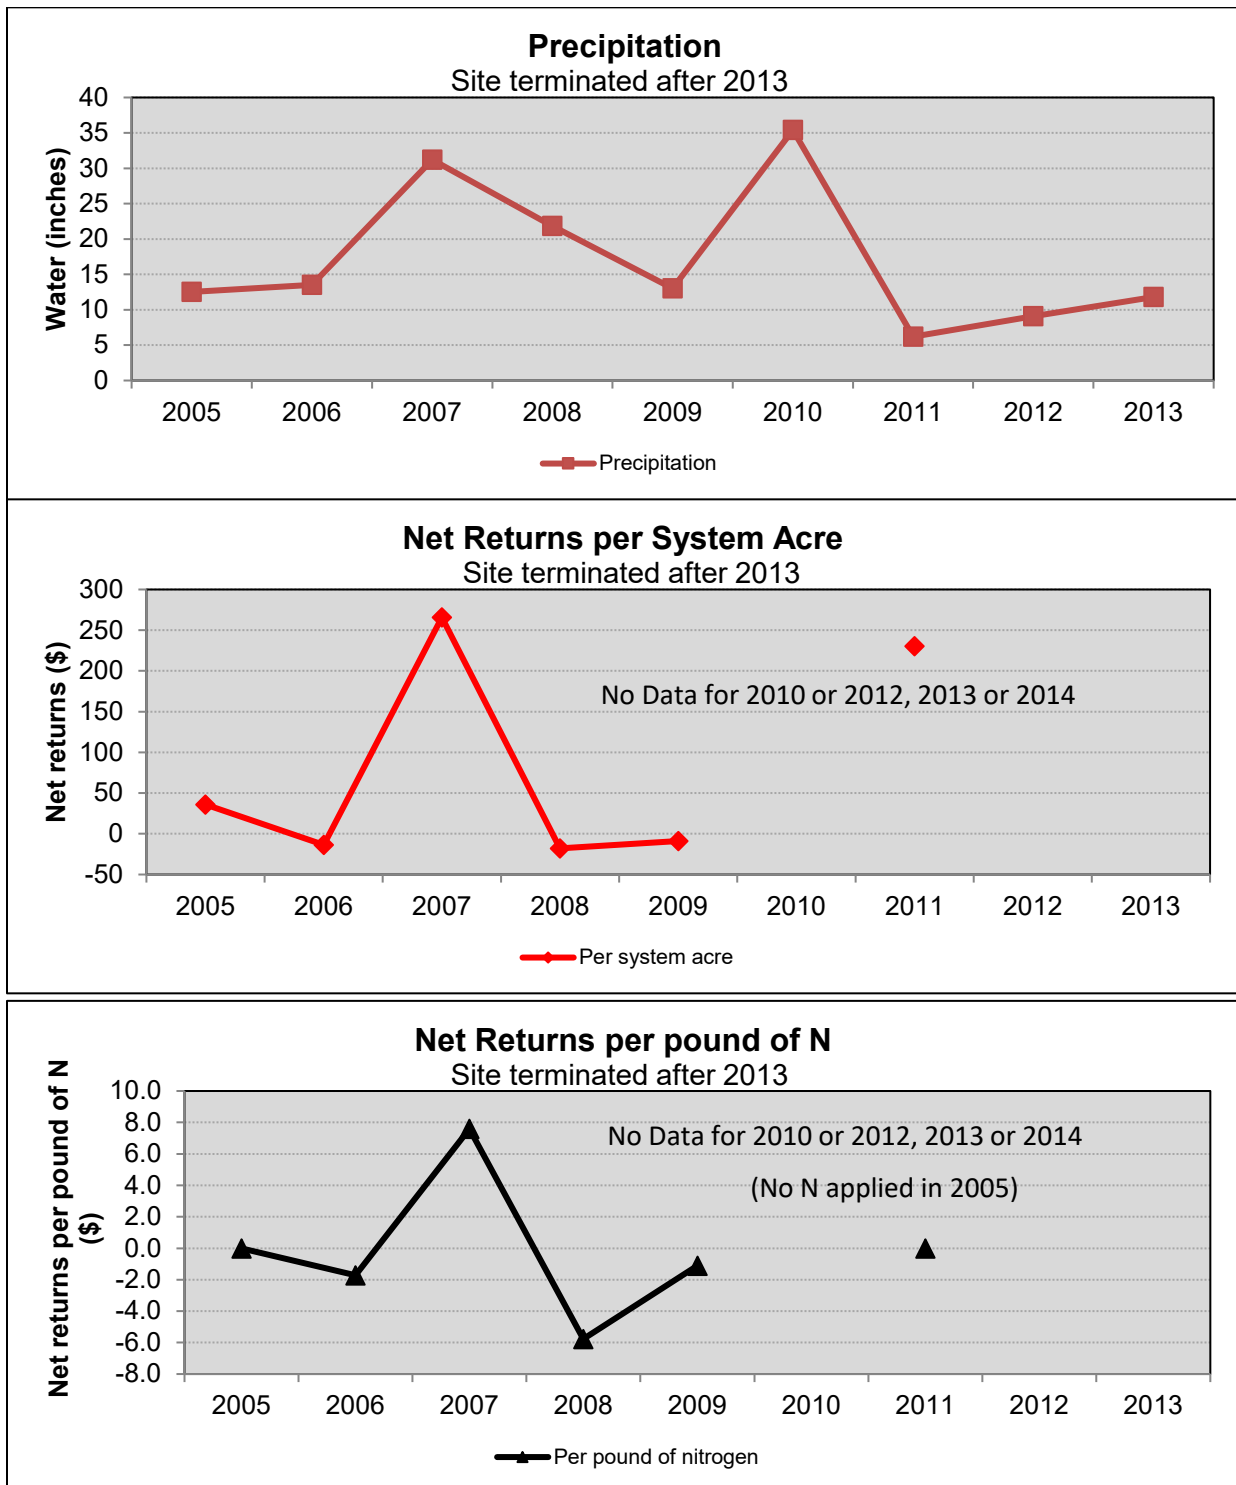 Precipitation
Site terminated after 2013
Water (inches)
40
35
30
25
20
15
10
5
0
2005 2006 2007 2008 2009 2010 2011 2012 2013
Precipitation
Net Returns per System Acre
Site terminated after 2013
Net returns ($)
300
250
200
150
100
50
0
-50
No Data for 2010 or 2012, 2013 or 2014
2005 2006 2007 2008 2009 2010 2011 2012 2013
Per system acre
Net Returns per pound of N
Site terminated after 2013
Net returns per pound of N
($)
10.0
8.0
6.0
4.0
2.0
0.0
-2.0
-4.0
-6.0
-8.0
No Data for 2010 or 2012, 2013 or 2014
(No N applied in 2005)
2005 2006 2007 2008 2009 2010 2011 2012 2013
Per pound of nitrogen